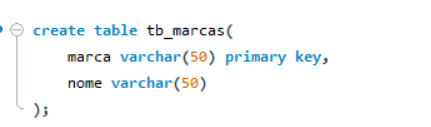 create table tb_marcas(
marca varchar(50) primary key,
nome varchar(50)
);